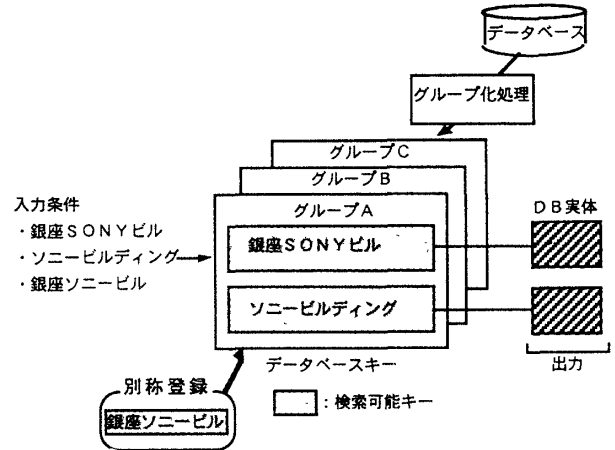 データベース
グループ化処理
グループC
グループB
グループA
入力条件
・銀座SONYビル
・ソニービルディング
・銀座ソニービル
銀座SONYビル
ソニービルディング
DB実体
出力
データベースキー
別称登録
銀座ソニービル
:検索可能キー